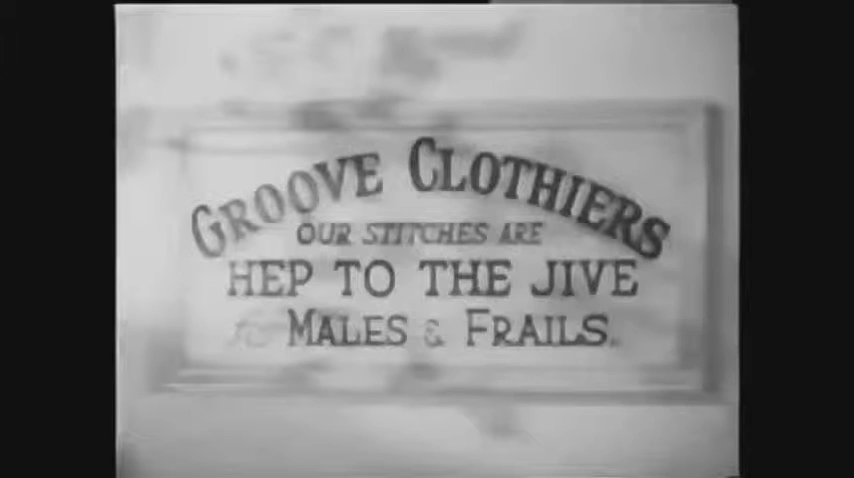 GROOVE CLOTHIERS
OUR STITCHES ARE
HEP TO THE JIVE
MALES & FRAILS.